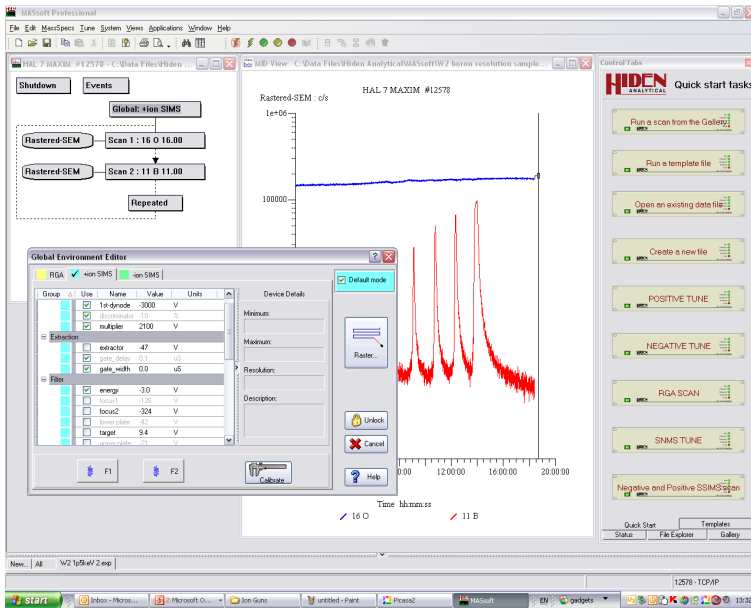 MASsoft Professional
File Edit MassSpecs Tune System Views Applications Window Help
HAL 7 MAXIM #12578 - C:\Data Files\Hiden ...
Shutdown
Events
Global: +ion SIMS
Rastered-SEM
Scan 1 : 16 O 16.00
Rastered-SEM
Scan 2 : 11 B 11.00
Repeated
MID View C:\Data Files\Hiden Analytical\MASsoft\W2 boron resolution sample...
HAL 7 MAXIM #12578
Rastered-SEM : c/s
1e+06
100000
0:00
12:00:00
16:00:00
20:00:00
Time hh:mm:ss
16 O
11 B
Global Environment Editor
RGA
+ion SIMS
-ion SIMS
Default mode
Group Use Name Value Units
1st-dynode -3000 V
discriminator -10 %
multiplier 2100 V
Extraction
extractor -47 V
gate_delay 0.1 uS
gate_width 0.0 uS
Filter
energy -3.0 V
focus1 -126 V
focus2 -324 V
lower-plate -42 V
target 9.4 V
upper-plate -21 V
Device Details
Minimum:
Maximum:
Resolution:
Description:
Raster...
Unlock
Cancel
Help
F1
F2
Calibrate
Control Tabs
HIDEN
ANALYTICAL
Quick start tasks
Run a scan from the Gallery
Run a template file
Open an existing data file
Create a new file
POSITIVE TUNE
NEGATIVE TUNE
RGA SCAN
SNMS TUNE
Negative and Positive SSIMS scan
Quick Start
Templates
Status
File Explorer
Gallery
New...
All
W2 1p5keV 2.exp
12578 - TCP/IP
start
Inbox - Micros...
2 Microsoft O...
Ion Guns
untitled - Paint
Picasa2
MASsoft
EN
gadgets